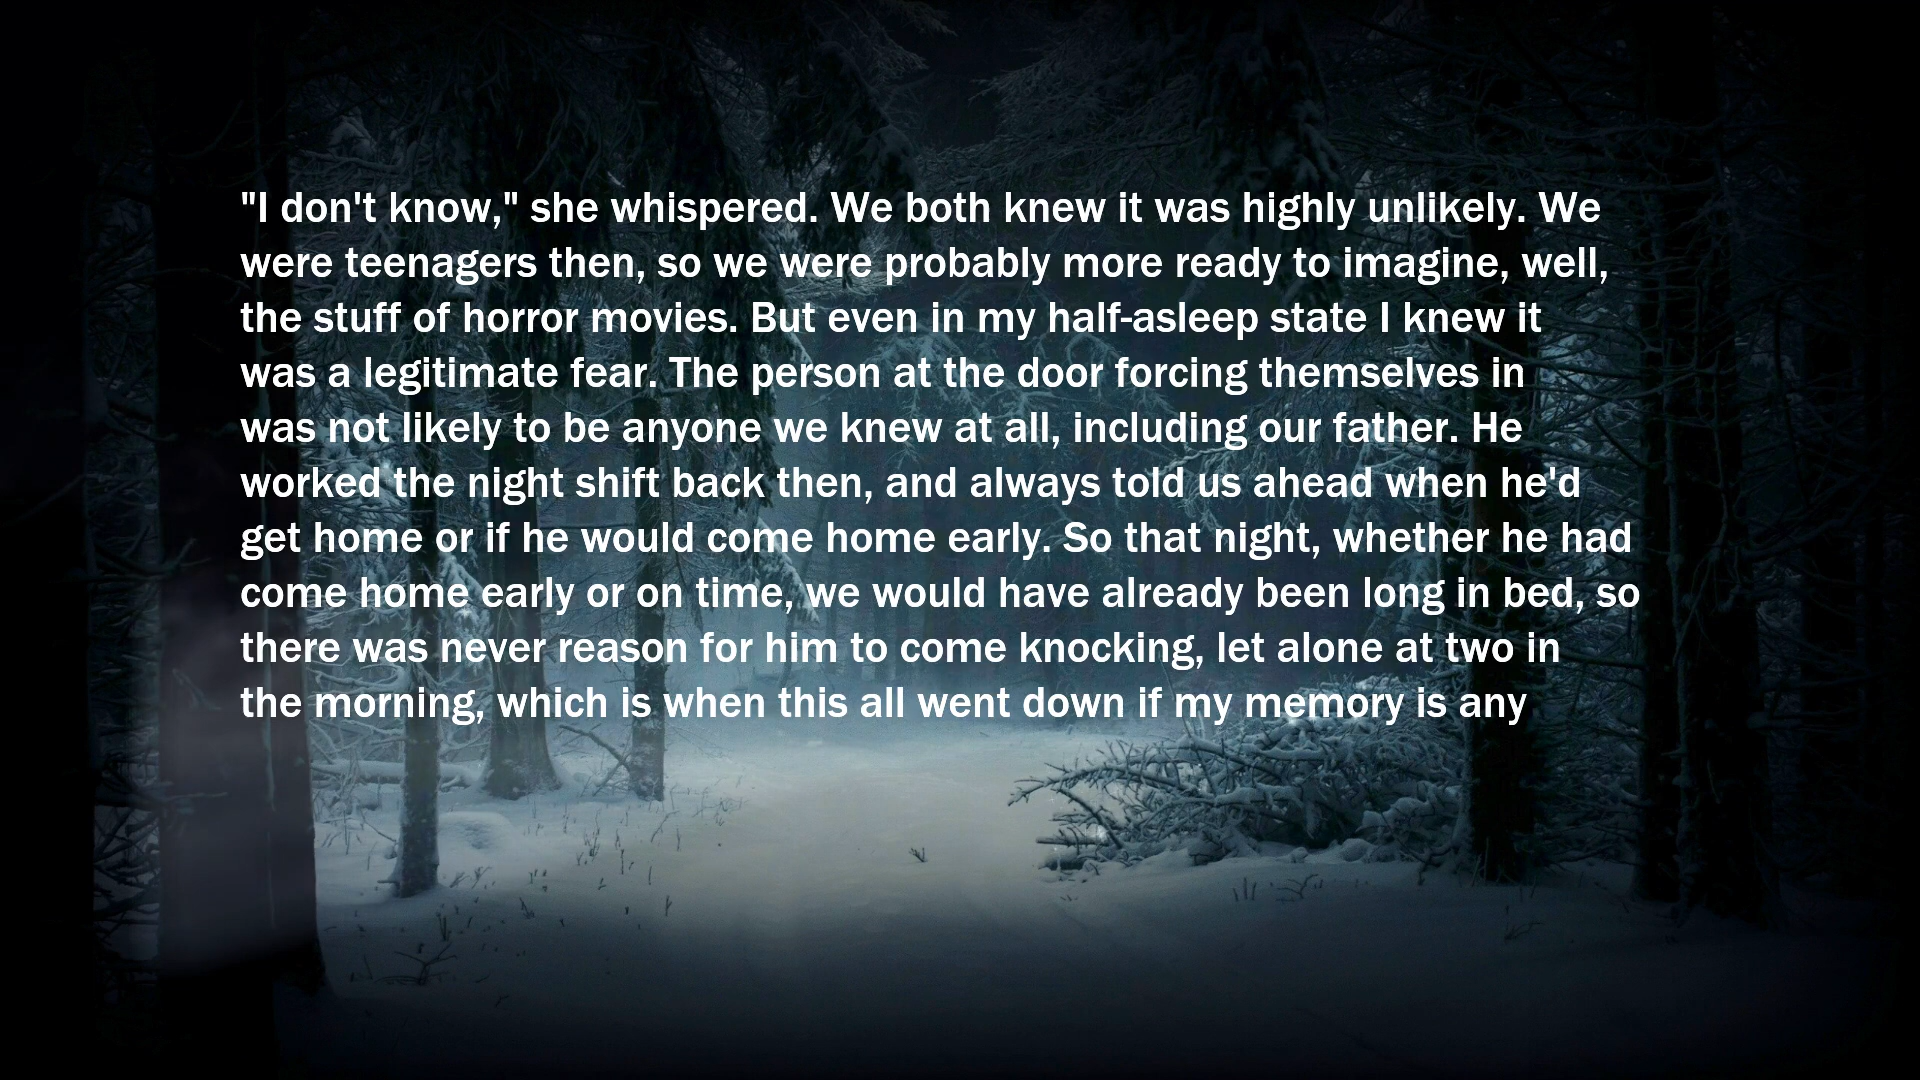 "I don't know," she whispered. We both knew it was highly unlikely. We
were teenagers then, so we were probably more ready to imagine, well,
the stuff of horror movies. But even in my half-asleep state I knew it
was a legitimate fear. The person at the door forcing themselves in
was not likely to be anyone we knew at all, including our father. He
worked the night shift back then, and always told us ahead when he'd
get home or if he would come home early. So that night, whether he had
come home early or on time, we would have already been long in bed, so
there was never reason for him to come knocking, let alone at two in
the morning, which is when this all went down if my memory is any